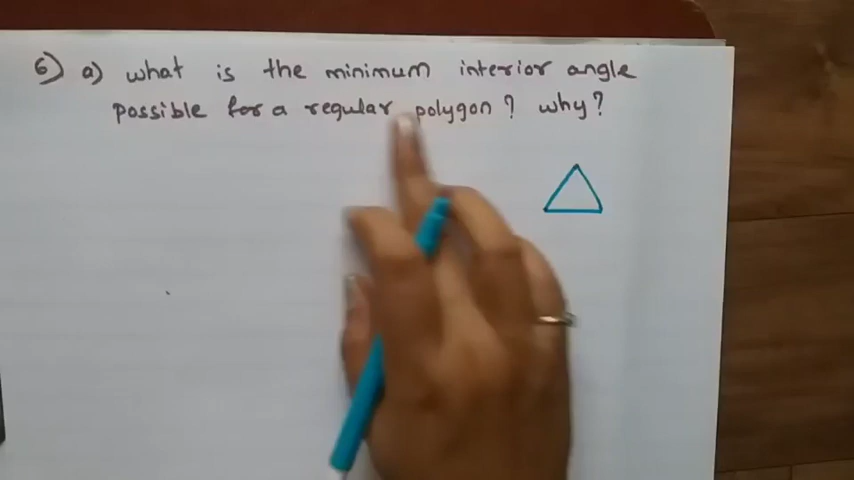 6) a) what is the minimum interior angle
possible for a regular polygon? why?